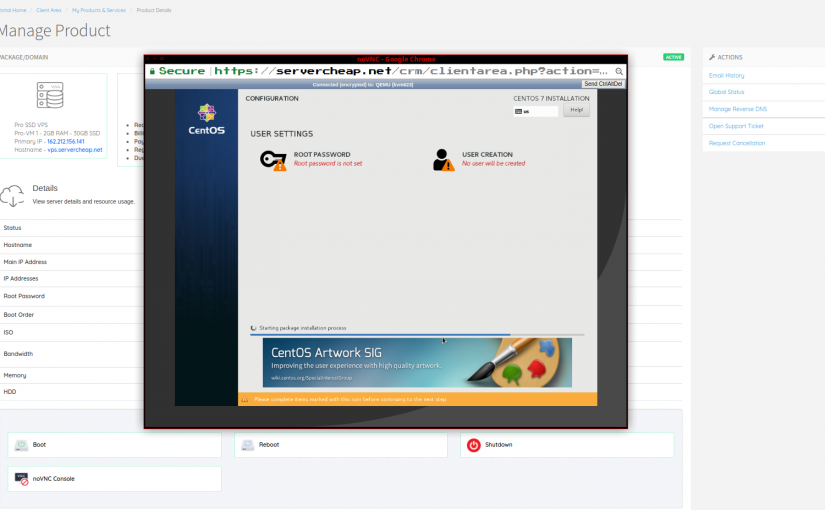 Portal Home / Client Area / My Products & Services / Product Details
Manage Product
PACKAGE/DOMAIN
ACTIVE
ACTIONS
Email History
Global Status
Manage Reverse DNS
Open Support Ticket
Request Cancellation
Pro SSD VPS
Pro-VM 1 - 2GB RAM - 30GB SSD
Primary IP - 162.212.156.141
Hostname - vps.servercheap.net
Details
View server details and resource usage.
Status
Hostname
Main IP Address
IP Addresses
Root Password
Boot Order
ISO
Bandwidth
Memory
HDD
Boot
Reboot
Shutdown
noVNC Console
noVNC - Google Chrome
Secure https://servercheap.net/crm/clientarea.php?action=...
Send CtrlAltDel
CentOS
CONFIGURATION
CENTOS 7 INSTALLATION
us
Help!
USER SETTINGS
ROOT PASSWORD
Root password is not set
USER CREATION
No user will be created
Starting package installation process
CentOS Artwork SIG
Improving the user experience with high quality artwork.
wiki.centos.org/SpecialInterestGroup
Please complete items marked with this icon before continuing to the next step.